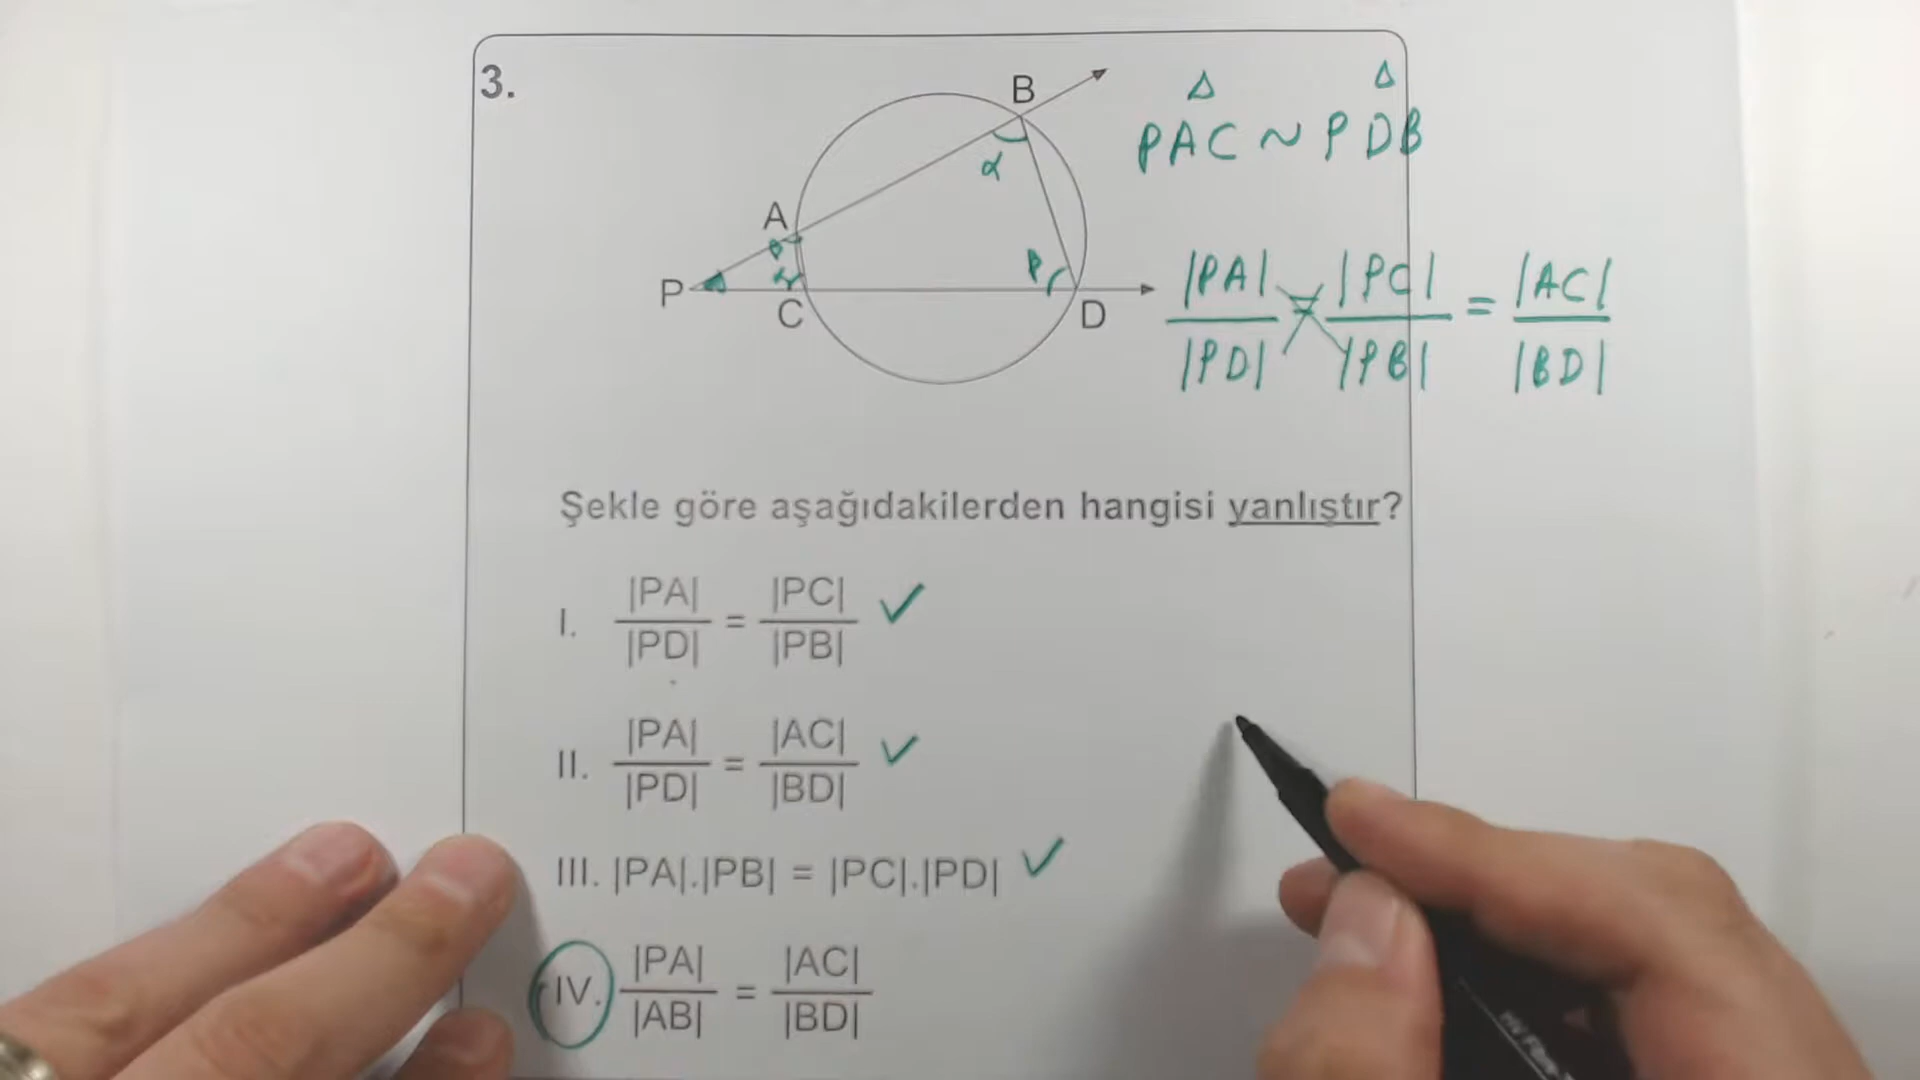 3.
B
A
P
C
D
α
θ
α
β
Δ Δ
PAC ~ PDB
|PA| / |PD| = |PC| / |PB| = |AC| / |BD|
Şekle göre aşağıdakilerden hangisi yanlıştır?
I. |PA| / |PD| = |PC| / |PB| ✓
II. |PA| / |PD| = |AC| / |BD| ✓
III. |PA|.|PB| = |PC|.|PD| ✓
IV. |PA| / |AB| = |AC| / |BD|